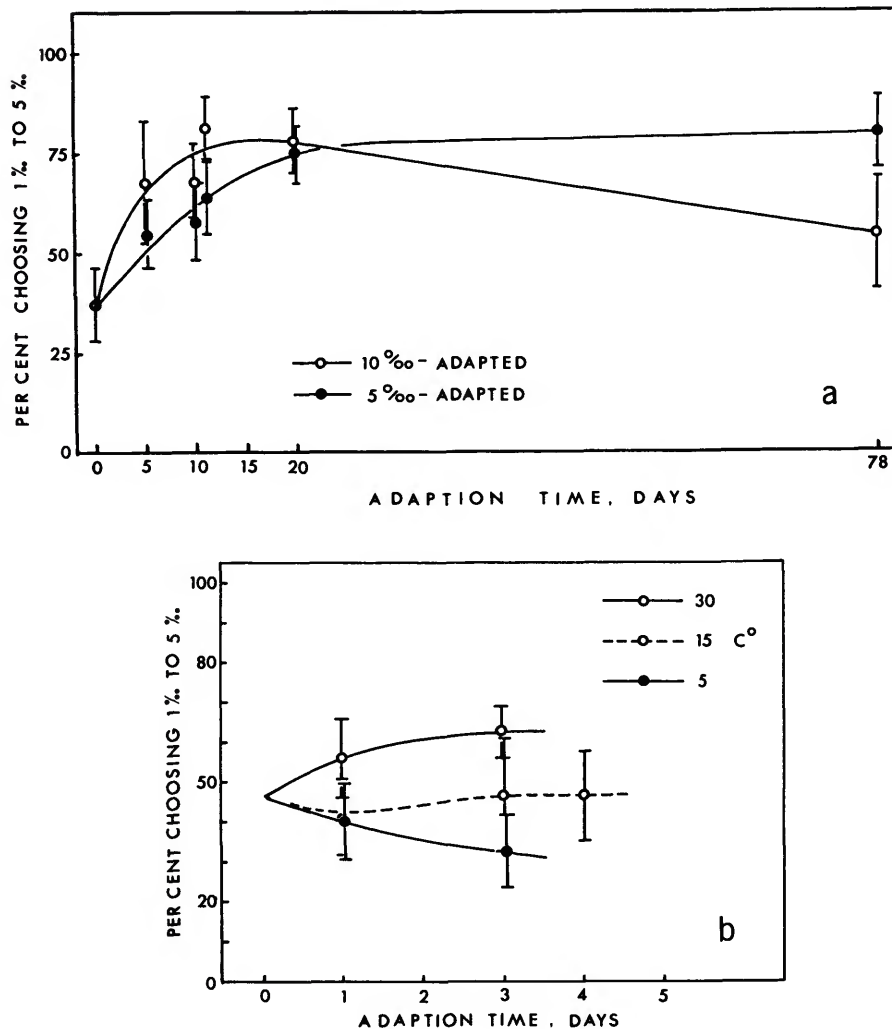 PER CENT CHOOSING 1‰ TO 5‰
100
75
50
25
0
10‰ - ADAPTED
5‰ - ADAPTED
a
0 5 10 15 20 78
ADAPTION TIME, DAYS
PER CENT CHOOSING 1‰ TO 5‰
100
80
50
20
0
30
15 C°
5
b
0 1 2 3 4 5
ADAPTION TIME, DAYS